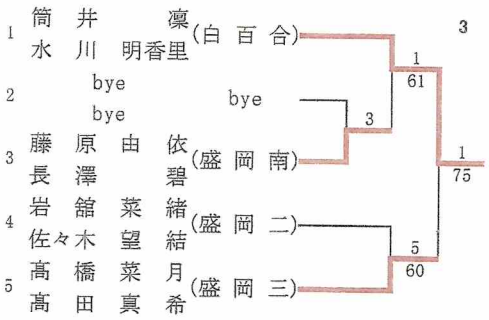 3
1 筒井 凜 (白百合)
水川 明香里
1
61
2 bye bye
bye
3
3 藤原 由依 (盛岡南)
長澤 碧
1
75
4 岩舘 菜緒 (盛岡二)
佐々木 望結
5
60
5 髙橋 菜月 (盛岡三)
髙田 真希